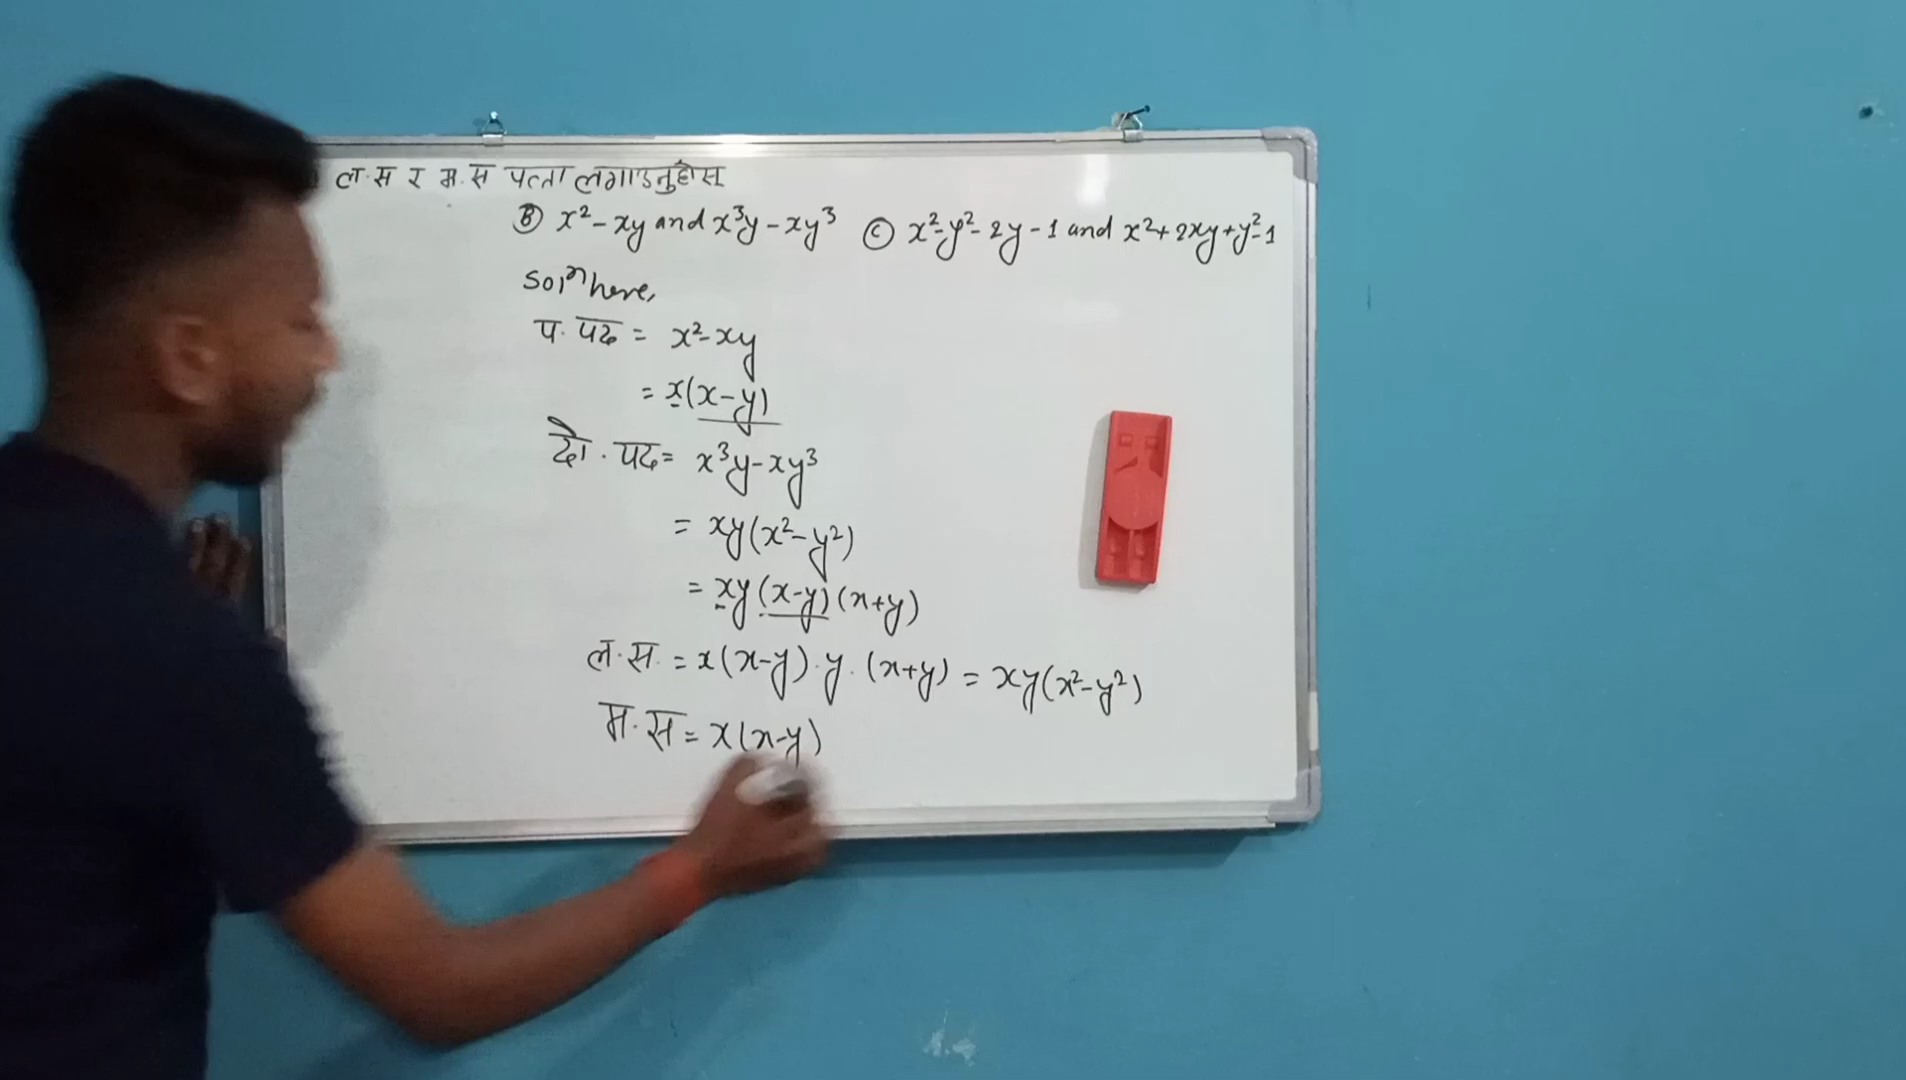 ल.स र म.स पत्ता लगाउनुहोस्
Ⓑ x²-xy and x³y-xy³ Ⓒ x²-y²-2y-1 and x²+2xy+y²-1
Solⁿ here,
प. पद = x²-xy
= x(x-y)
दो. पद = x³y-xy³
= xy(x²-y²)
= xy(x-y)(x+y)
ल.स. = x(x-y).y.(x+y) = xy(x²-y²)
म.स = x(x-y)